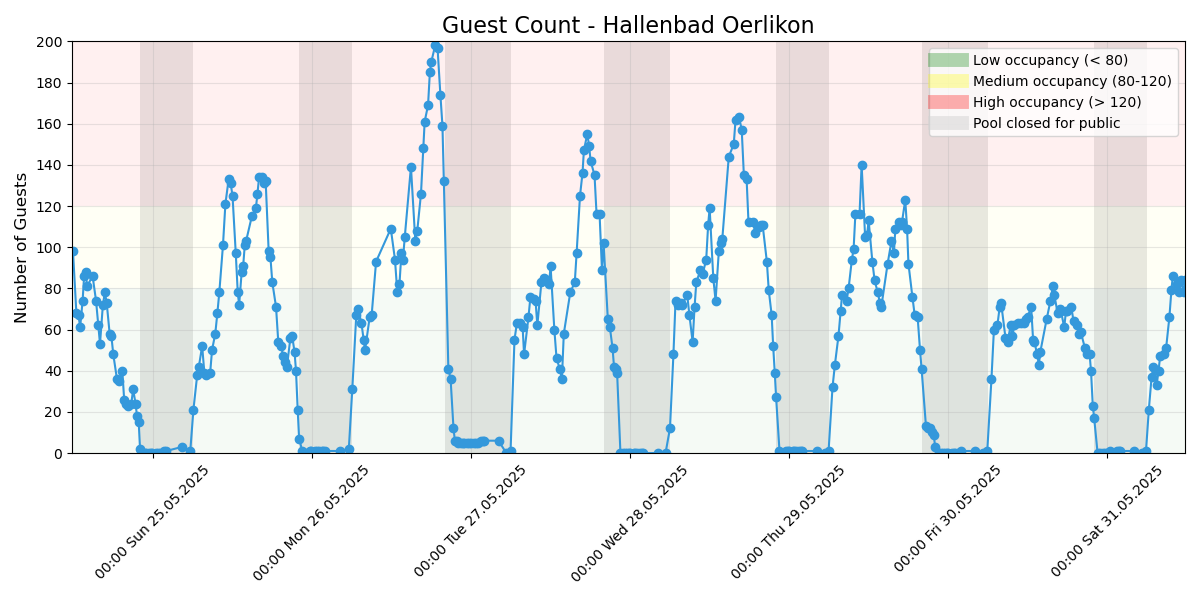 Guest Count - Hallenbad Oerlikon
Number of Guests
200
180
160
140
120
100
80
60
40
20
0
Low occupancy (< 80)
Medium occupancy (80-120)
High occupancy (> 120)
Pool closed for public
00:00 Sun 25.05.2025
00:00 Mon 26.05.2025
00:00 Tue 27.05.2025
00:00 Wed 28.05.2025
00:00 Thu 29.05.2025
00:00 Fri 30.05.2025
00:00 Sat 31.05.2025